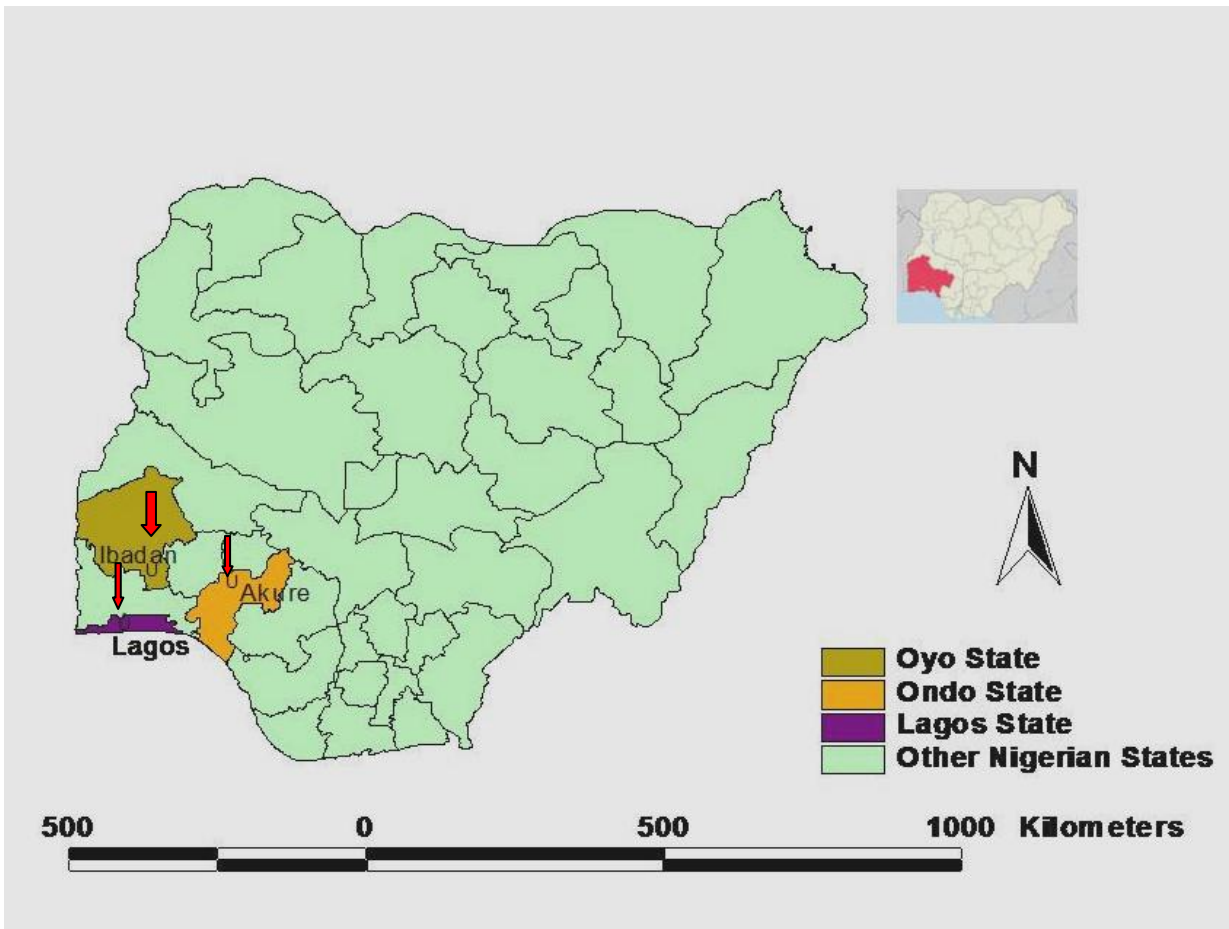 N
Ibadan
U
U
Akure
U
Lagos
Oyo State
Ondo State
Lagos State
Other Nigerian States
500 0 500 1000 Kilometers